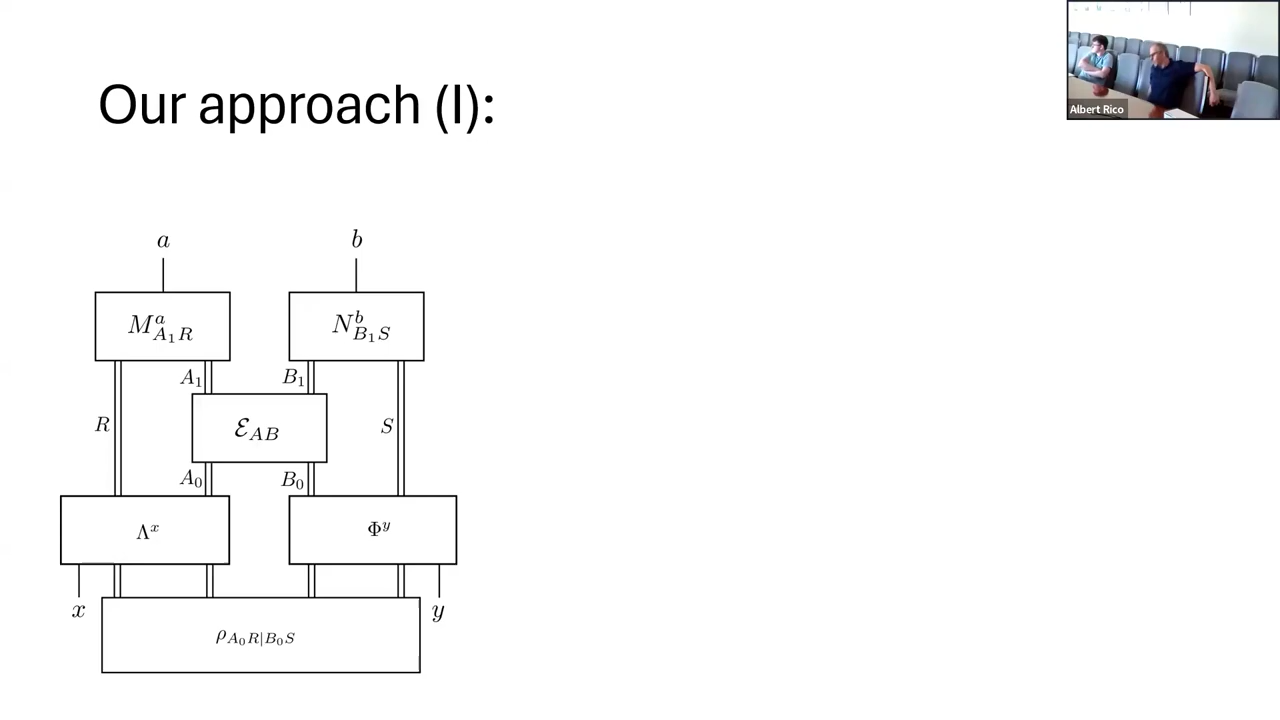 Our approach (I):
Albert Rico
a b
M^a_{A_1R} N^b_{B_1S}
A_1 B_1
R ℰ_{AB} S
A_0 B_0
Λ^x Φ^y
x y
ρ_{A_0R|B_0S}